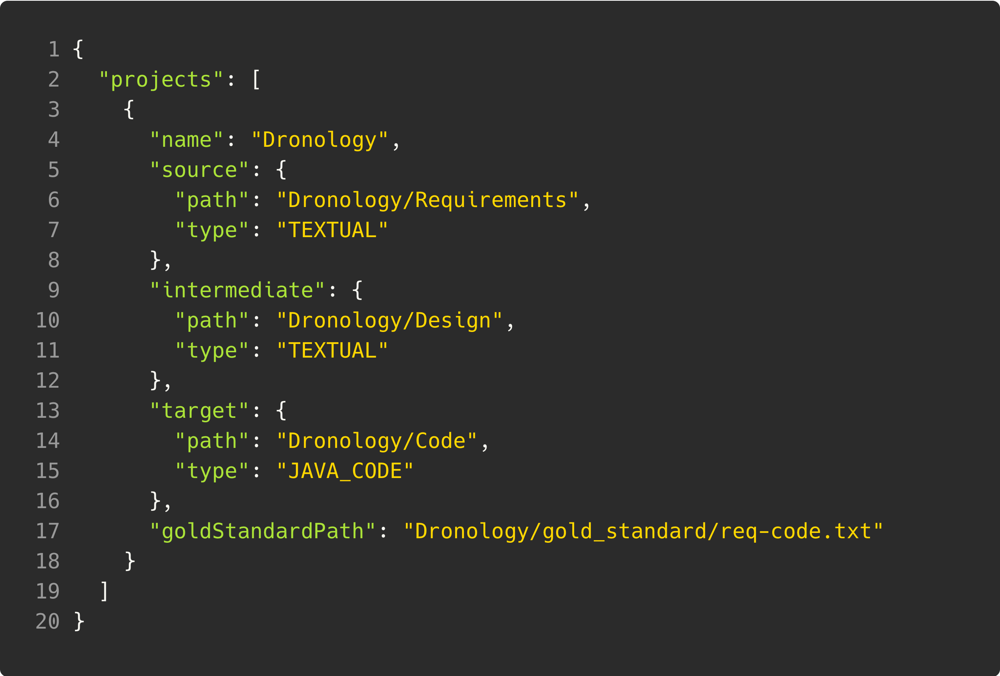 1 {
2   "projects": [
3     {
4       "name": "Dronology",
5       "source": {
6         "path": "Dronology/Requirements",
7         "type": "TEXTUAL"
8       },
9       "intermediate": {
10         "path": "Dronology/Design",
11         "type": "TEXTUAL"
12       },
13       "target": {
14         "path": "Dronology/Code",
15         "type": "JAVA_CODE"
16       },
17       "goldStandardPath": "Dronology/gold_standard/req-code.txt"
18     }
19   ]
20 }